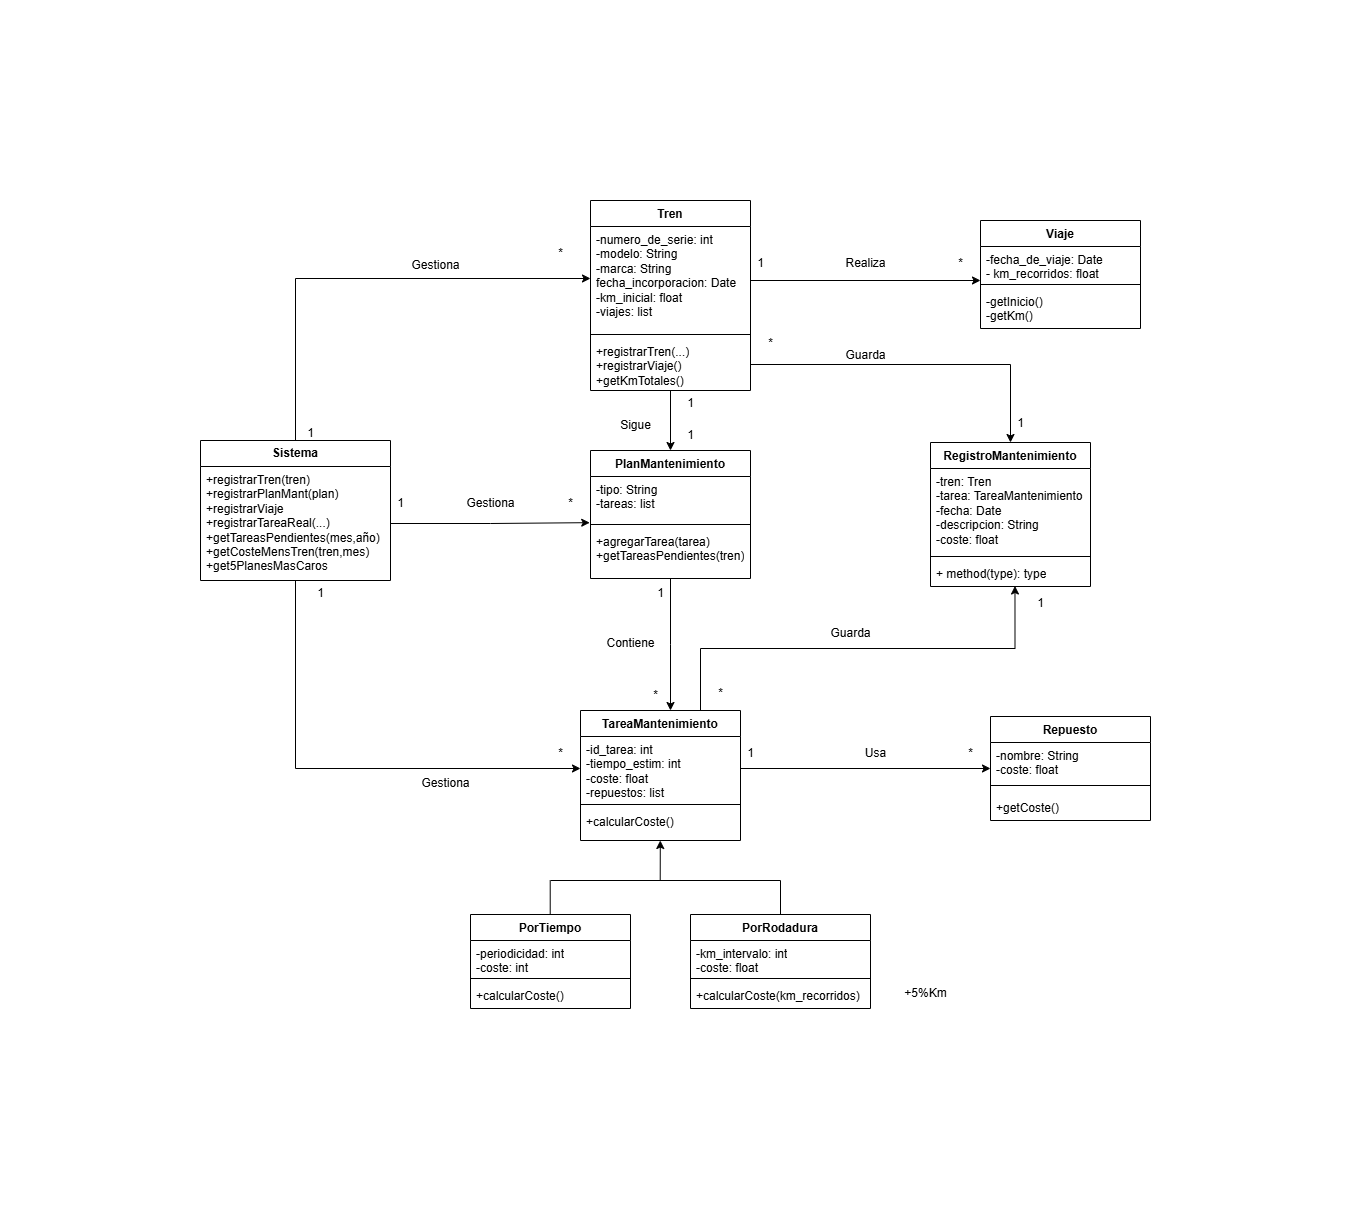 Tren
-numero_de_serie: int
-modelo: String
-marca: String
fecha_incorporacion: Date
-km_inicial: float
-viajes: list
+registrarTren(...)
+registrarViaje()
+getKmTotales()
Viaje
-fecha_de_viaje: Date
- km_recorridos: float
-getInicio()
-getKm()
Gestiona
*
1
Realiza
*
*
Guarda
1
1
Sigue
1
1
Sistema
+registrarTren(tren)
+registrarPlanMant(plan)
+registrarViaje
+registrarTareaReal(...)
+getTareasPendientes(mes,año)
+getCosteMensTren(tren,mes)
+get5PlanesMasCaros
1
Gestiona
*
PlanMantenimiento
-tipo: String
-tareas: list
+agregarTarea(tarea)
+getTareasPendientes(tren)
RegistroMantenimiento
-tren: Tren
-tarea: TareaMantenimiento
-fecha: Date
-descripcion: String
-coste: float
+ method(type): type
1
1
1
Contiene
Guarda
*
*
TareaMantenimiento
-id_tarea: int
-tiempo_estim: int
-coste: float
-repuestos: list
+calcularCoste()
*
Gestiona
1
Usa
*
Repuesto
-nombre: String
-coste: float
+getCoste()
PorTiempo
-periodicidad: int
-coste: int
+calcularCoste()
PorRodadura
-km_intervalo: int
-coste: float
+calcularCoste(km_recorridos)
+5%Km